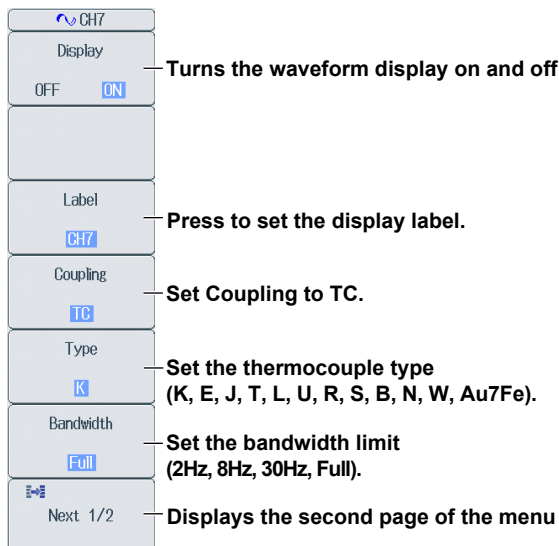 CH7
Display
OFF ON
Turns the waveform display on and off
Label
CH7
Press to set the display label.
Coupling
TC
Set Coupling to TC.
Type
K
Set the thermocouple type
(K, E, J, T, L, U, R, S, B, N, W, Au7Fe).
Bandwidth
Full
Set the bandwidth limit
(2Hz, 8Hz, 30Hz, Full).
Next 1/2
Displays the second page of the menu